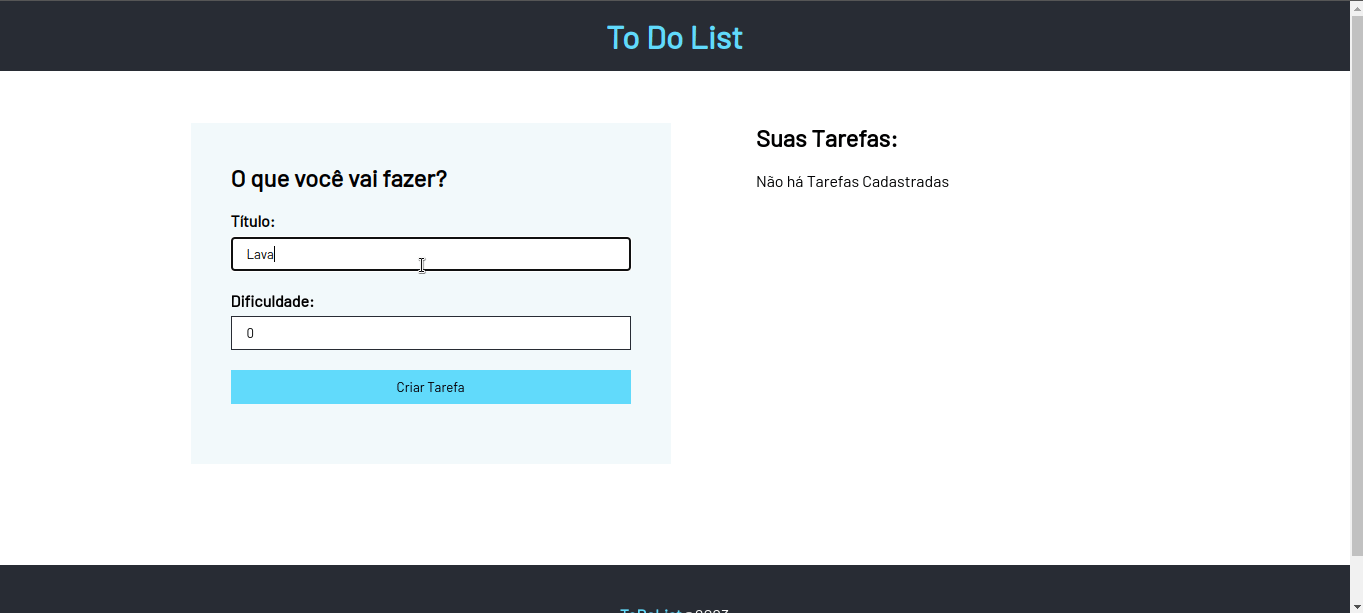 To Do List
O que você vai fazer?
Título:
Lava
Dificuldade:
0
Criar Tarefa
Suas Tarefas:
Não há Tarefas Cadastradas